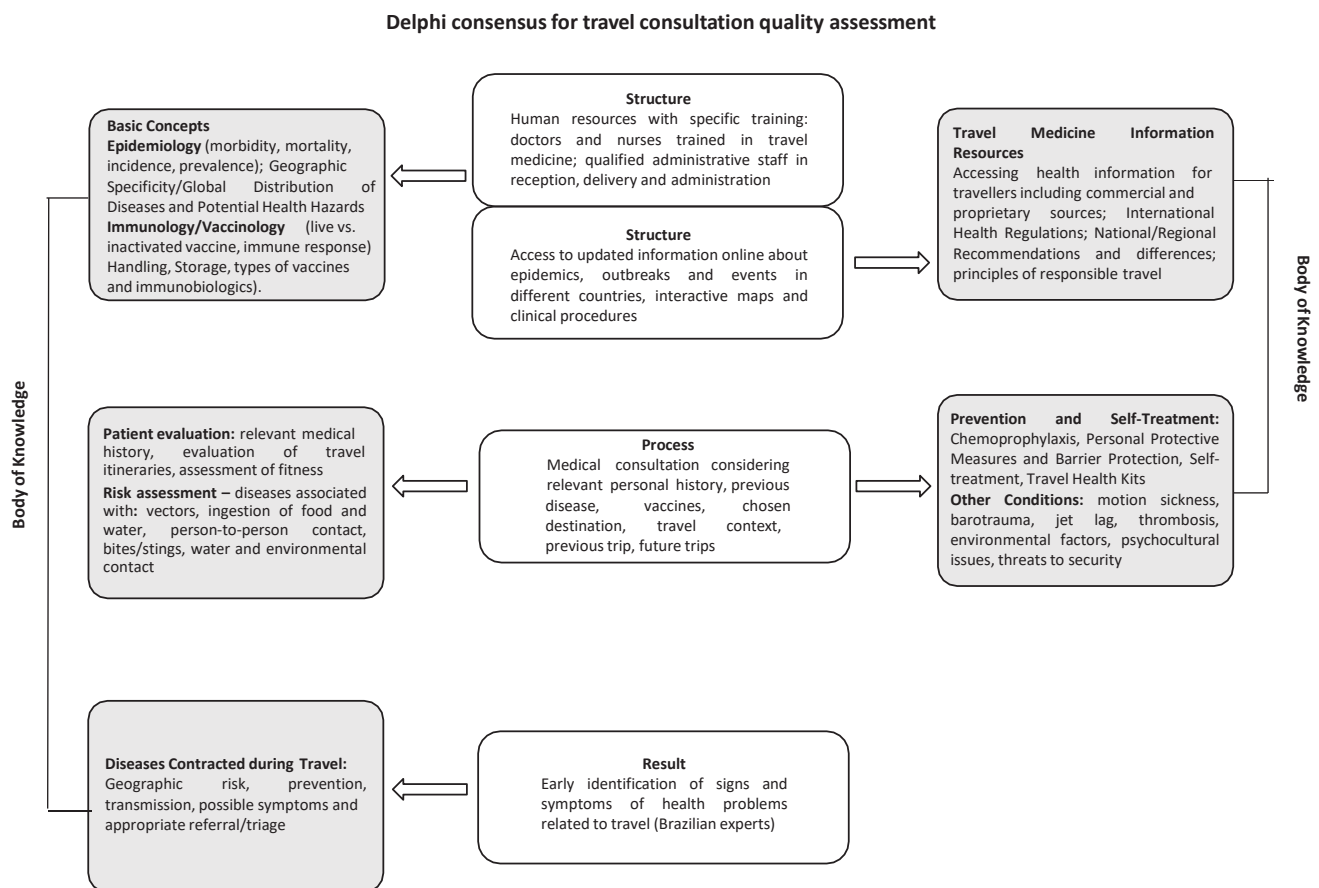 Delphi consensus for travel consultation quality assessment
Basic Concepts
Epidemiology (morbidity, mortality,
incidence, prevalence); Geographic
Specificity/Global Distribution of
Diseases and Potential Health Hazards
Immunology/Vaccinology (live vs.
inactivated vaccine, immune response)
Handling, Storage, types of vaccines
and immunobiologics).
Structure
Human resources with specific training:
doctors and nurses trained in travel
medicine; qualified administrative staff in
reception, delivery and administration
Structure
Access to updated information online about
epidemics, outbreaks and events in
different countries, interactive maps and
clinical procedures
Travel Medicine Information
Resources
Accessing health information for
travellers including commercial and
proprietary sources; International
Health Regulations; National/Regional
Recommendations and differences;
principles of responsible travel
Body of Knowledge
Body of Knowledge
Patient evaluation: relevant medical
history, evaluation of travel
itineraries, assessment of fitness
Risk assessment – diseases associated
with: vectors, ingestion of food and
water, person-to-person contact,
bites/stings, water and environmental
contact
Process
Medical consultation considering
relevant personal history, previous
disease, vaccines, chosen
destination, travel context,
previous trip, future trips
Prevention and Self-Treatment:
Chemoprophylaxis, Personal Protective
Measures and Barrier Protection, Self-
treatment, Travel Health Kits
Other Conditions: motion sickness,
barotrauma, jet lag, thrombosis,
environmental factors, psychocultural
issues, threats to security
Diseases Contracted during Travel:
Geographic risk, prevention,
transmission, possible symptoms and
appropriate referral/triage
Result
Early identification of signs and
symptoms of health problems
related to travel (Brazilian experts)